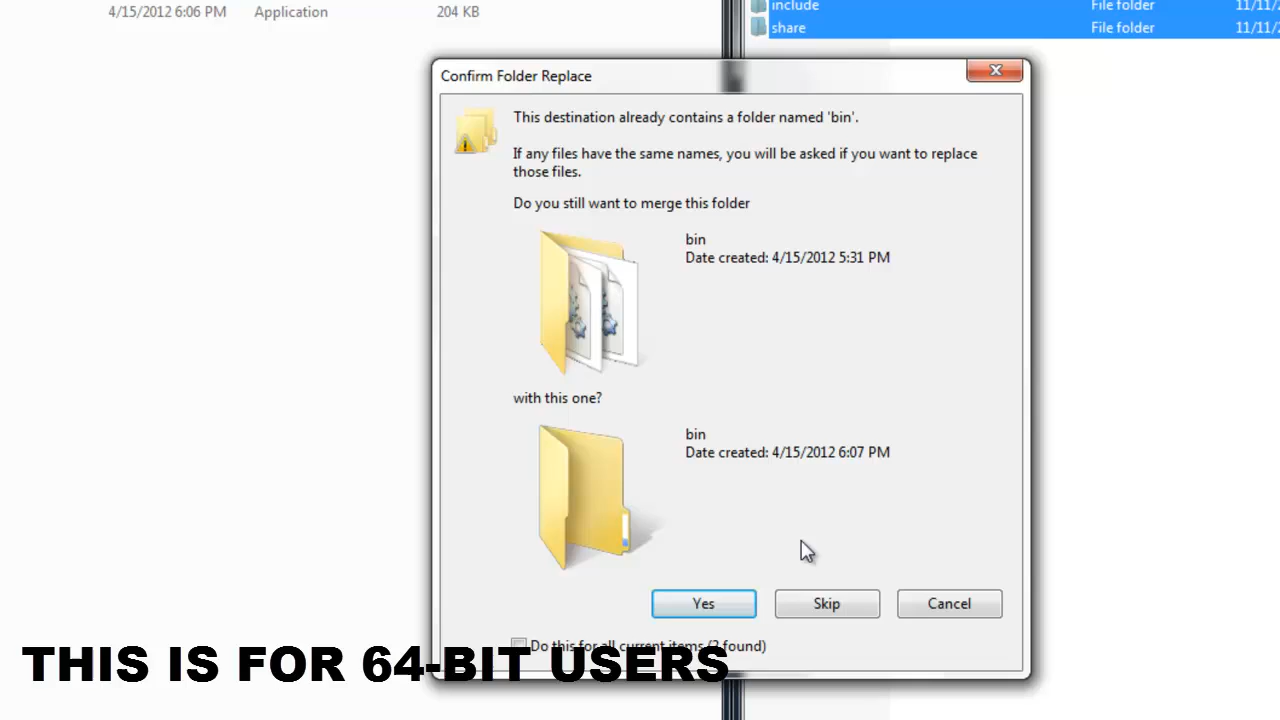 4/15/2012 6:06 PM Application 204 KB
include File folder 11/11/
share File folder 11/11/
Confirm Folder Replace
This destination already contains a folder named 'bin'.
If any files have the same names, you will be asked if you want to replace
those files.
Do you still want to merge this folder
bin
Date created: 4/15/2012 5:31 PM
with this one?
bin
Date created: 4/15/2012 6:07 PM
Yes Skip Cancel
Do this for all current items (2 found)
THIS IS FOR 64-BIT USERS